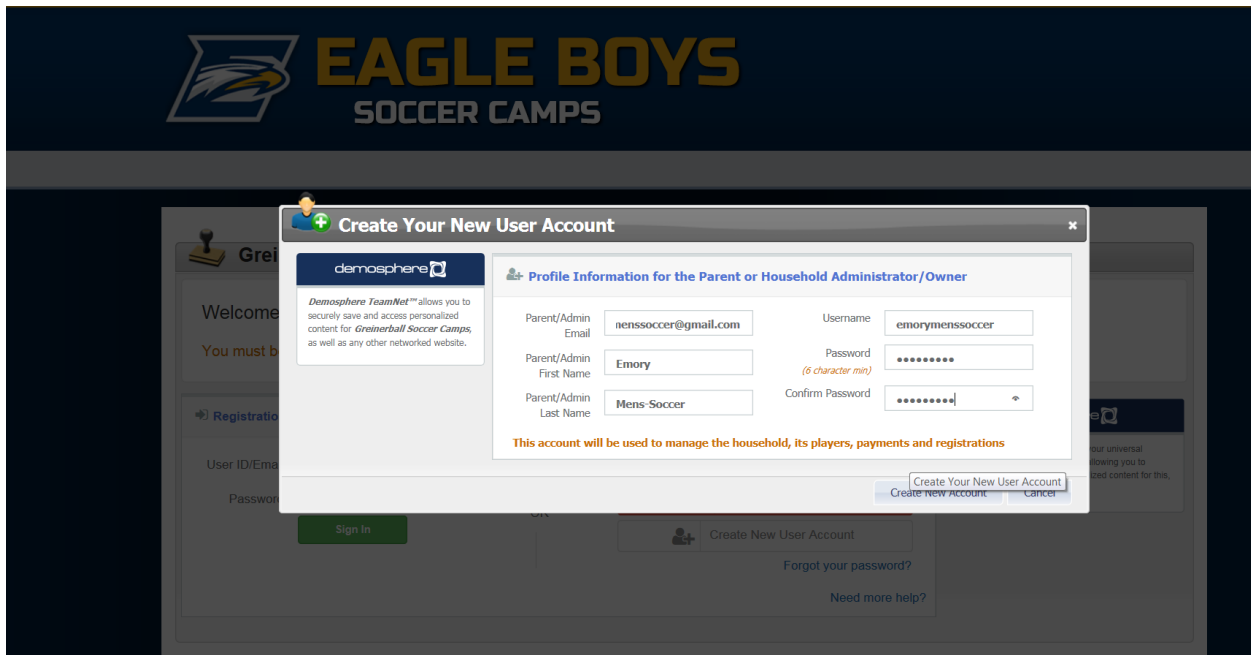 EAGLE BOYS
SOCCER CAMPS
Create Your New User Account
×
Grei
demosphere
Demosphere TeamNet™ allows you to
securely save and access personalized
content for Greinerball Soccer Camps,
as well as any other networked website.
Profile Information for the Parent or Household Administrator/Owner
Parent/Admin
Email
menssoccer@gmail.com
Parent/Admin
First Name
Emory
Parent/Admin
Last Name
Mens-Soccer
Username
emorymenssoccer
Password
(6 character min)
•••••••••
Confirm Password
•••••••••
This account will be used to manage the household, its players, payments and registrations
Create Your New User Account
Create New Account
Cancel
Welcome
You must b
Registratio
User ID/Ema
Password
Sign In
OR
Create New User Account
Forgot your password?
Need more help?
e
our universal
llowing you to
ized content for this,